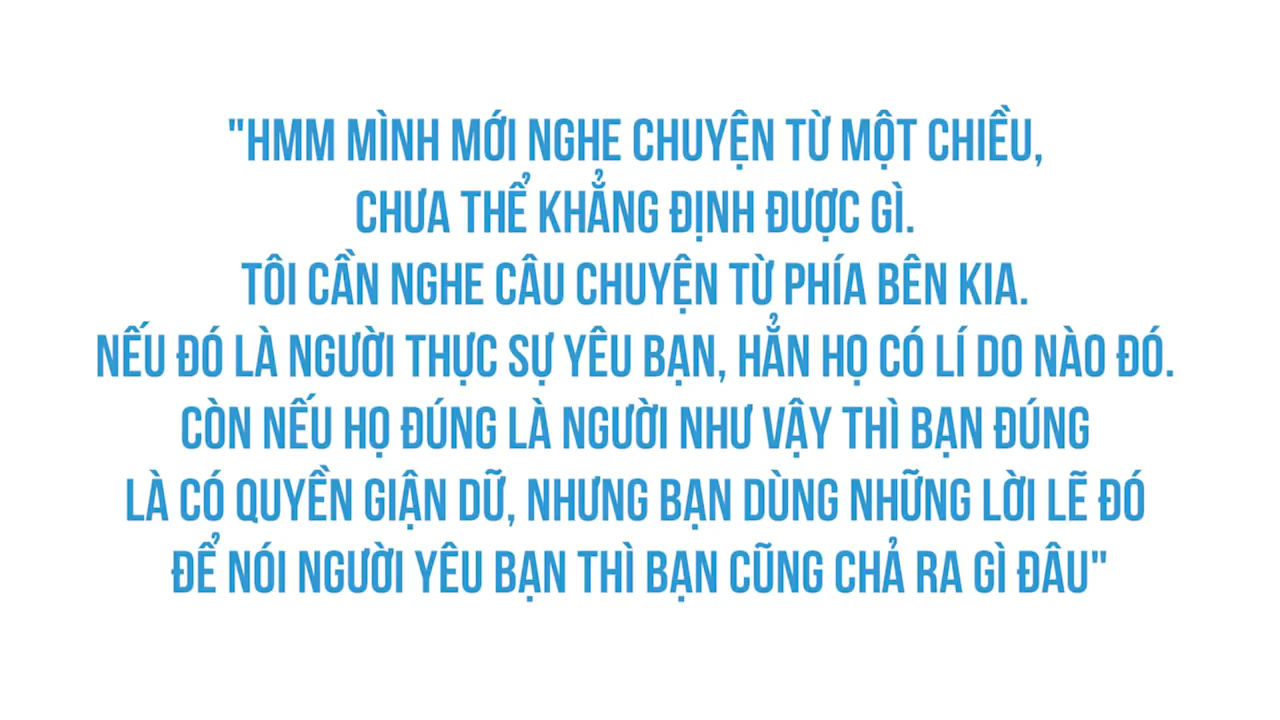 "HMM MÌNH MỚI NGHE CHUYỆN TỪ MỘT CHIỀU,
CHƯA THỂ KHẲNG ĐỊNH ĐƯỢC GÌ.
TÔI CẦN NGHE CÂU CHUYỆN TỪ PHÍA BÊN KIA.
NẾU ĐÓ LÀ NGƯỜI THỰC SỰ YÊU BẠN, HẲN HỌ CÓ LÍ DO NÀO ĐÓ.
CÒN NẾU HỌ ĐÚNG LÀ NGƯỜI NHƯ VẬY THÌ BẠN ĐÚNG
LÀ CÓ QUYỀN GIẬN DỮ, NHƯNG BẠN DÙNG NHỮNG LỜI LẼ ĐÓ
ĐỂ NÓI NGƯỜI YÊU BẠN THÌ BẠN CŨNG CHẢ RA GÌ ĐÂU"